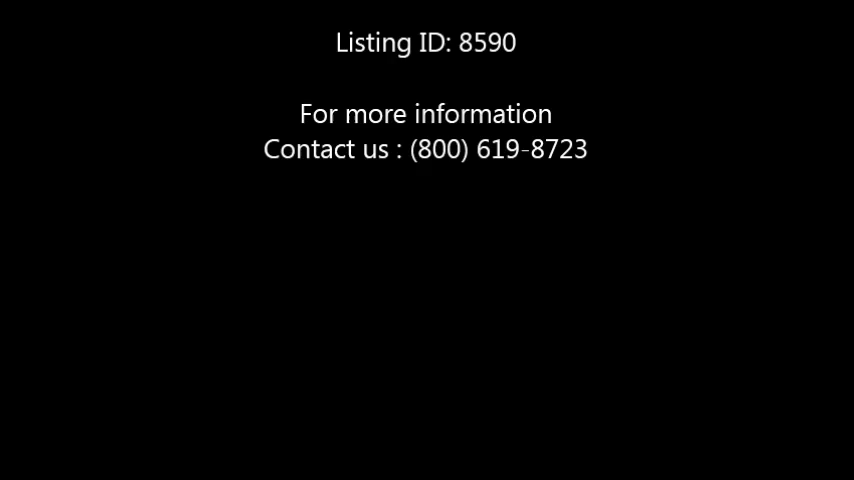 Listing ID: 8590
For more information
Contact us : (800) 619-8723